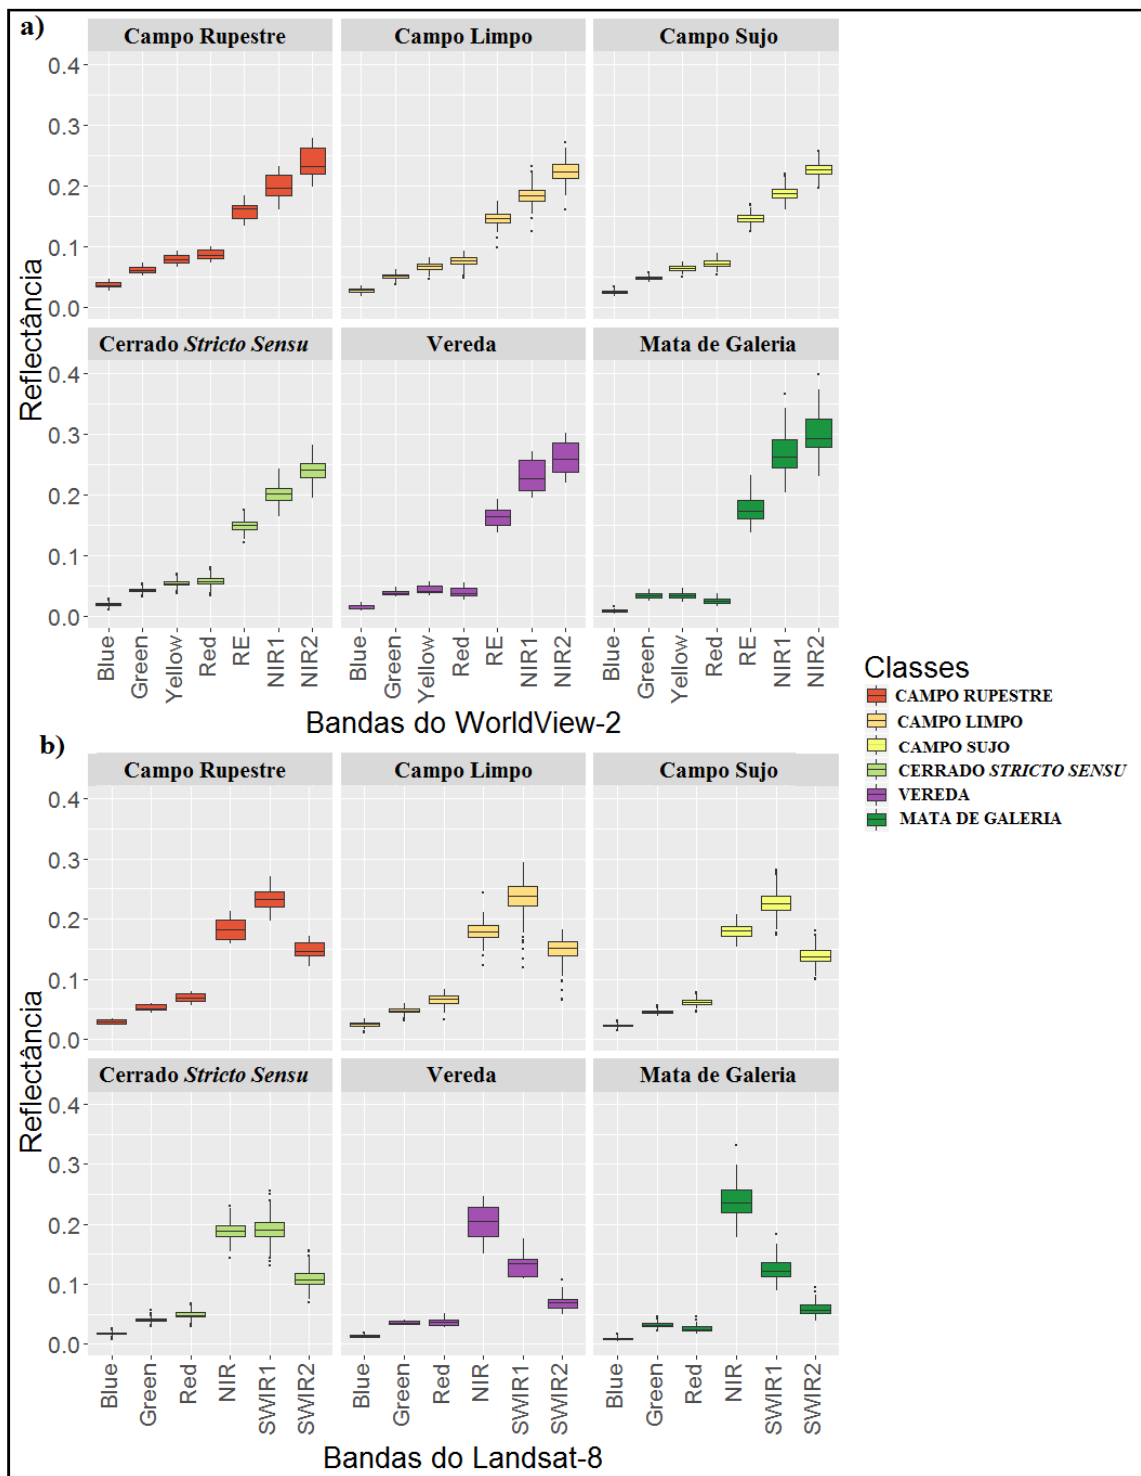 a)
Campo Rupestre
Campo Limpo
Campo Sujo
0.4
0.3
0.2
0.1
0.0
Reflectância
Cerrado Stricto Sensu
Vereda
Mata de Galeria
0.4
0.3
0.2
0.1
0.0
Blue
Green
Yellow
Red
RE
NIR1
NIR2
Blue
Green
Yellow
Red
RE
NIR1
NIR2
Blue
Green
Yellow
Red
RE
NIR1
NIR2
Bandas do WorldView-2
Classes
CAMPO RUPESTRE
CAMPO LIMPO
CAMPO SUJO
CERRADO STRICTO SENSU
VEREDA
MATA DE GALERIA
b)
Campo Rupestre
Campo Limpo
Campo Sujo
0.4
0.3
0.2
0.1
0.0
Reflectância
Cerrado Stricto Sensu
Vereda
Mata de Galeria
0.4
0.3
0.2
0.1
0.0
Blue
Green
Red
NIR
SWIR1
SWIR2
Blue
Green
Red
NIR
SWIR1
SWIR2
Blue
Green
Red
NIR
SWIR1
SWIR2
Bandas do Landsat-8